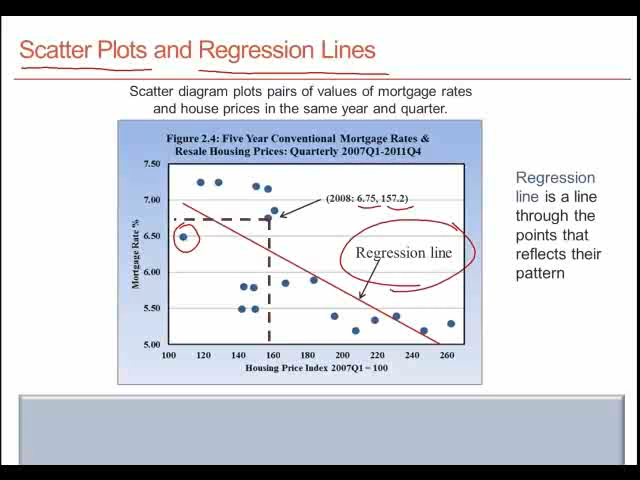 Scatter Plots and Regression Lines
Scatter diagram plots pairs of values of mortgage rates
and house prices in the same year and quarter.
Figure 2.4: Five Year Conventional Mortgage Rates &
Resale Housing Prices: Quarterly 2007Q1-2011Q4
7.50
7.00
6.50
6.00
5.50
5.00
Mortgage Rate %
(2008: 6.75, 157.2)
Regression line
100 120 140 160 180 200 220 240 260
Housing Price Index 2007Q1 = 100
Regression
line is a line
through the
points that
reflects their
pattern